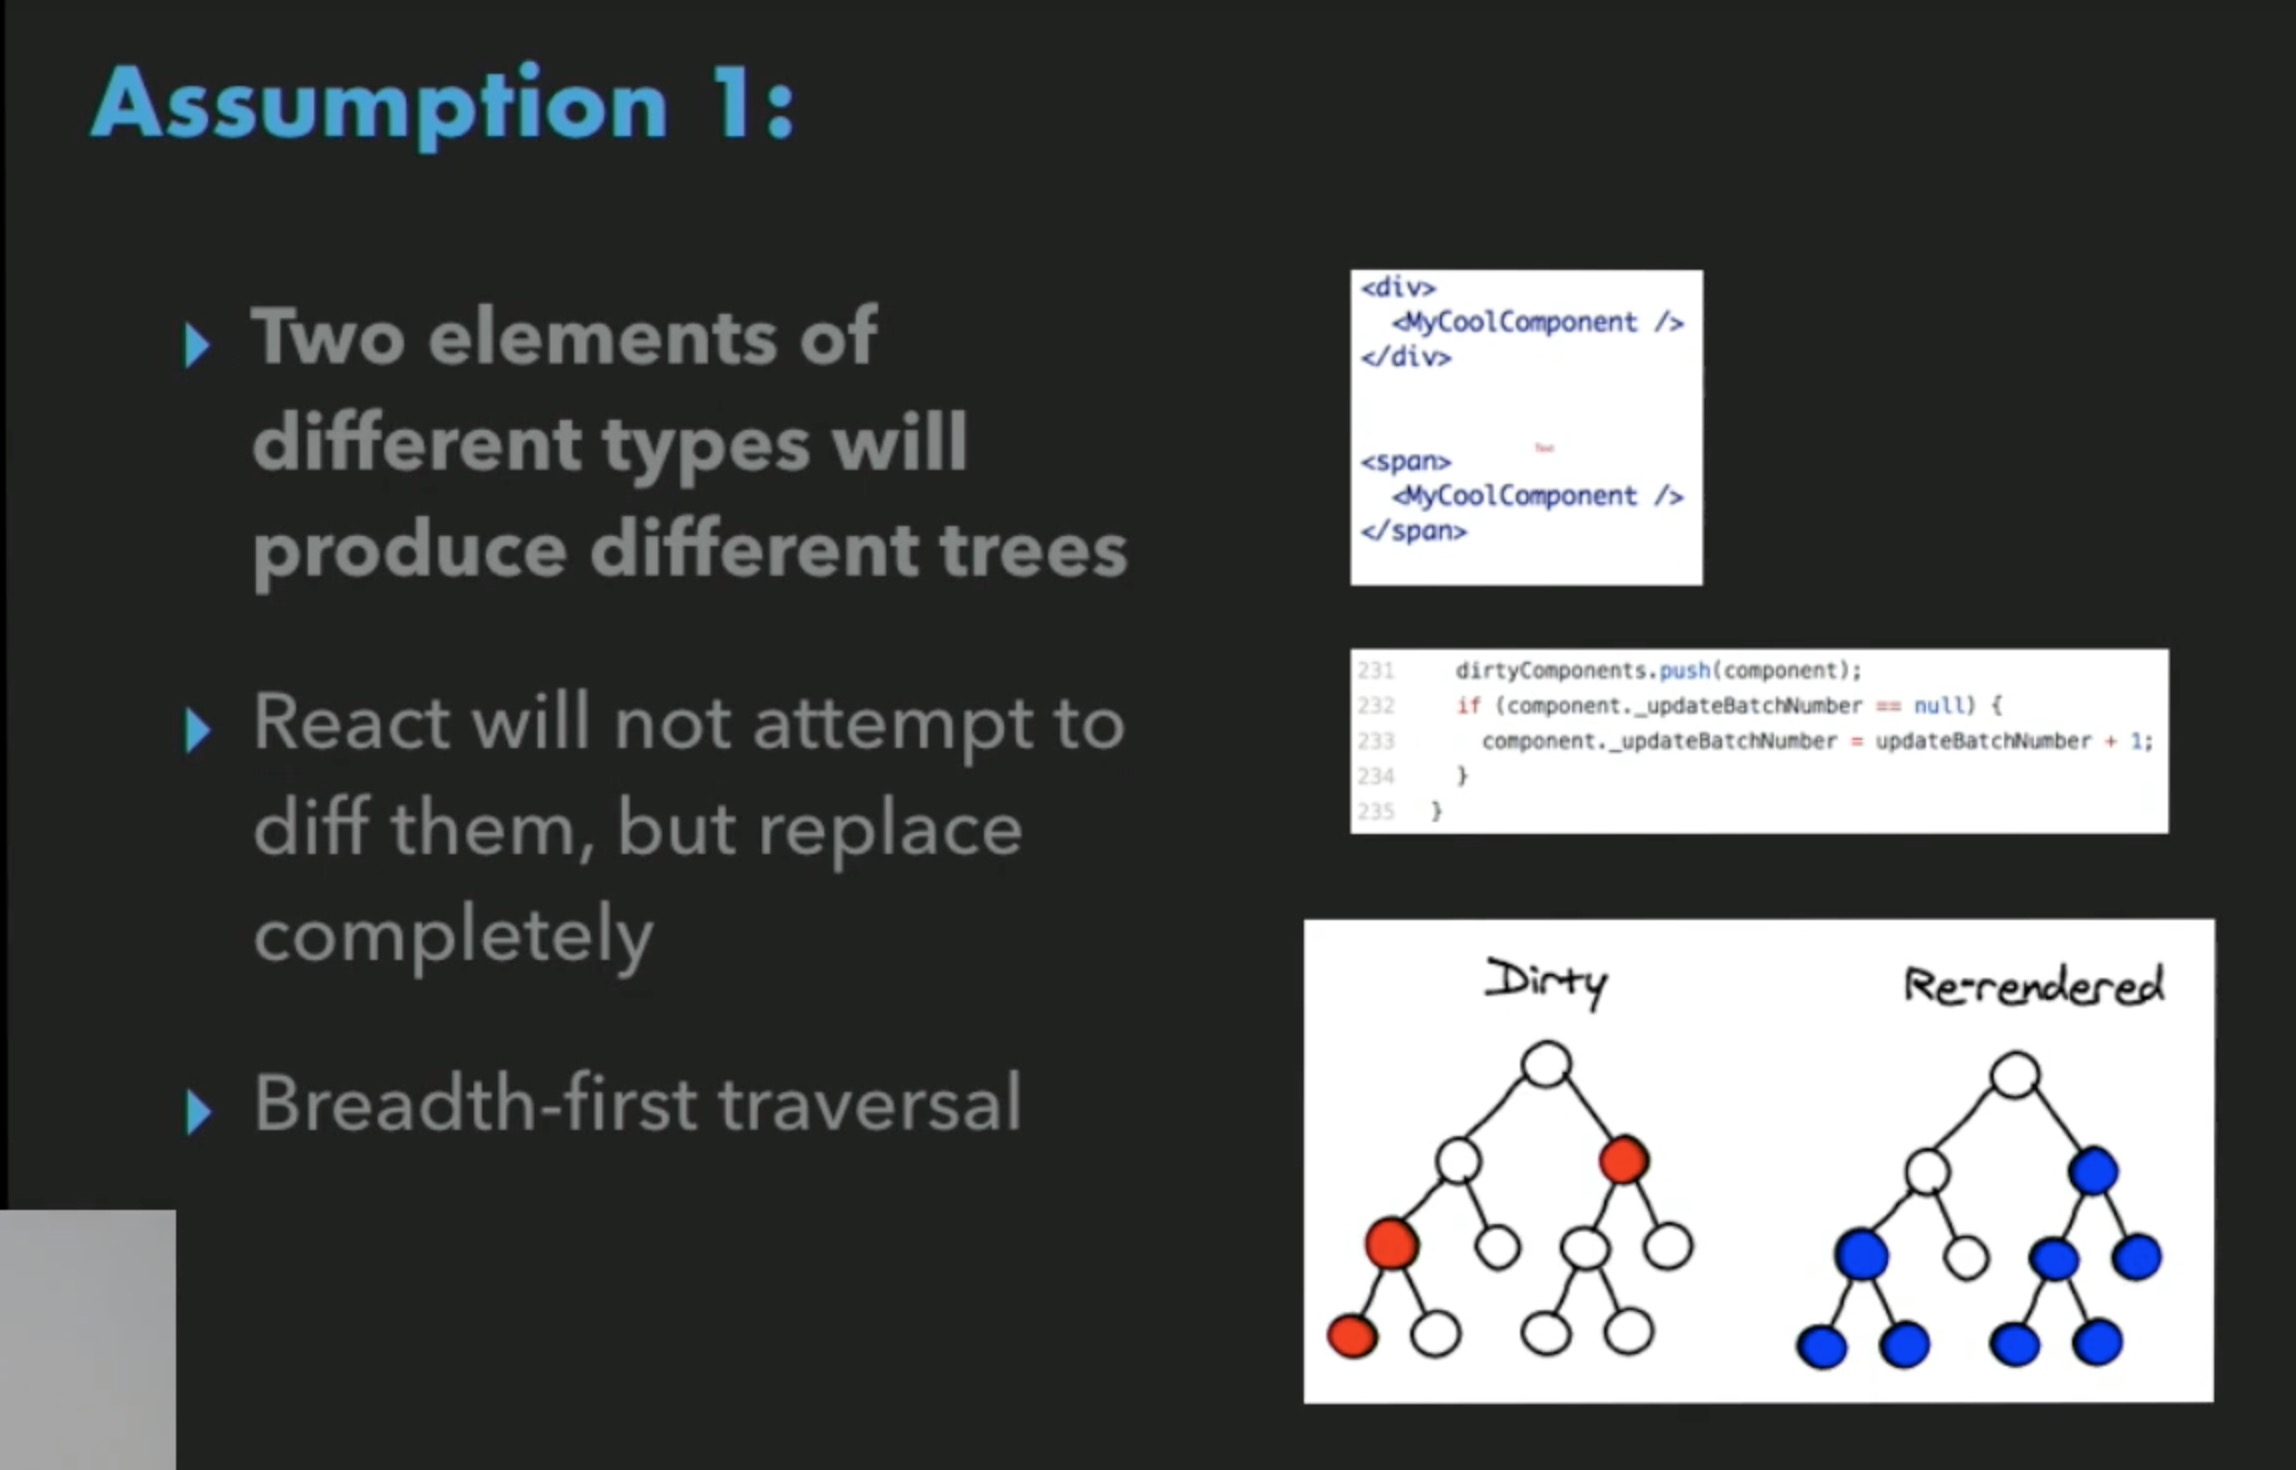 Assumption 1:
Two elements of
different types will
produce different trees
React will not attempt to
diff them, but replace
completely
Breadth-first traversal
<div>
  <MyCoolComponent />
</div>
Text
<span>
  <MyCoolComponent />
</span>
231 dirtyComponents.push(component);
232 if (component._updateBatchNumber == null) {
233 component._updateBatchNumber = updateBatchNumber + 1;
234 }
235 }
Dirty
Re-rendered